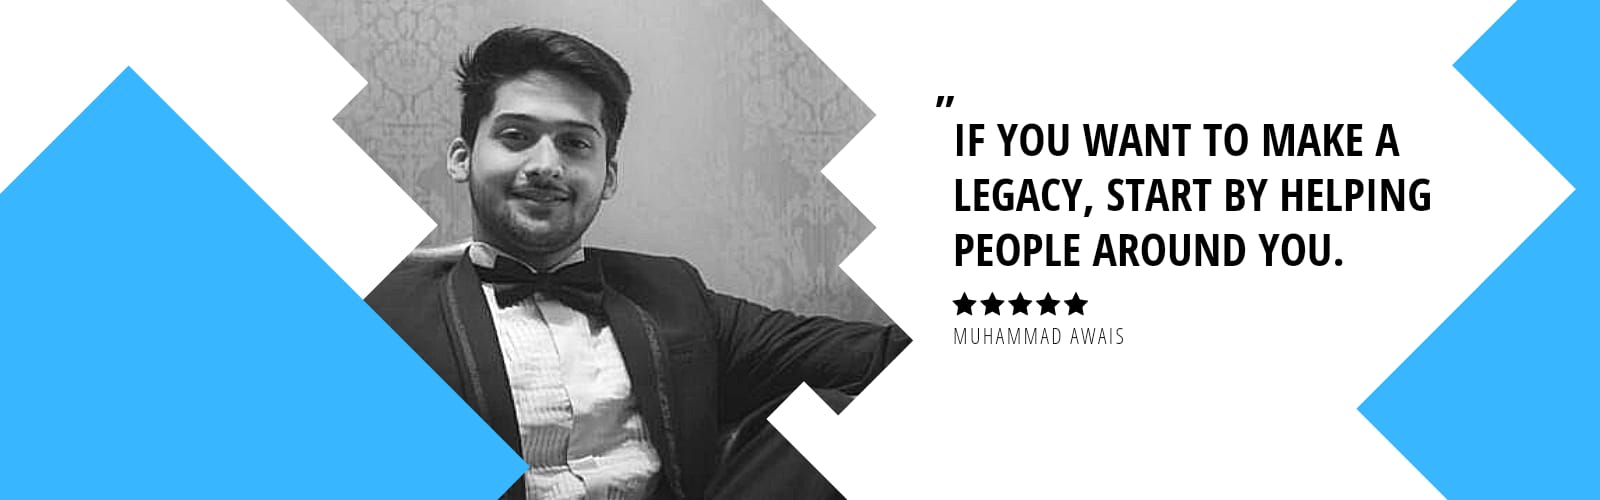 "
IF YOU WANT TO MAKE A
LEGACY, START BY HELPING
PEOPLE AROUND YOU.
★★★★★
MUHAMMAD AWAIS